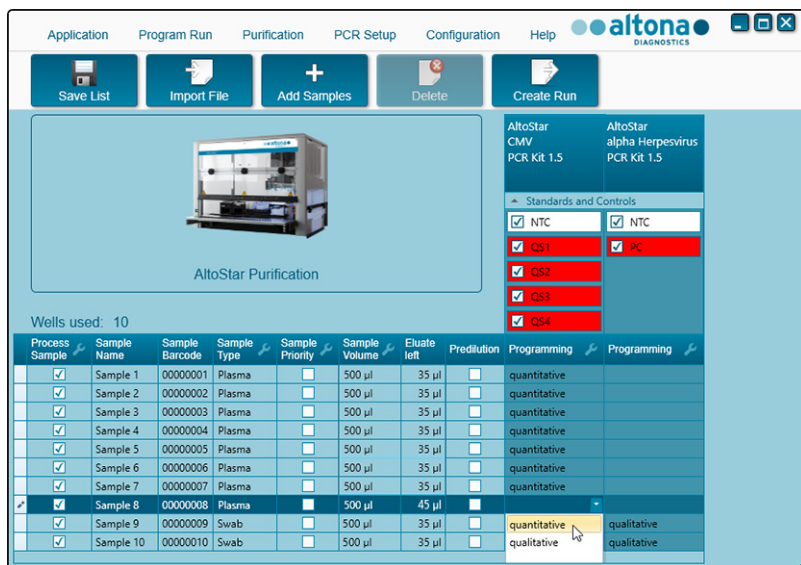 Application Program Run Purification PCR Setup Configuration Help altona
DIAGNOSTICS
Save List Import File Add Samples Delete Create Run
AltoStar
CMV
PCR Kit 1.5
AltoStar
alpha Herpesvirus
PCR Kit 1.5
Standards and Controls
NTC NTC
QS1 PC
QS2
QS3
QS4
altona
AltoStar Purification
Wells used: 10
Process Sample Sample Name Sample Barcode Sample Type Sample Priority Sample Volume Eluate left Predilution Programming Programming
Sample 1 00000001 Plasma 500 µl 35 µl quantitative
Sample 2 00000002 Plasma 500 µl 35 µl quantitative
Sample 3 00000003 Plasma 500 µl 35 µl quantitative
Sample 4 00000004 Plasma 500 µl 35 µl quantitative
Sample 5 00000005 Plasma 500 µl 35 µl quantitative
Sample 6 00000006 Plasma 500 µl 35 µl quantitative
Sample 7 00000007 Plasma 500 µl 35 µl quantitative
Sample 8 00000008 Plasma 500 µl 45 µl
Sample 9 00000009 Swab 500 µl 35 µl quantitative qualitative
Sample 10 00000010 Swab 500 µl 35 µl qualitative qualitative